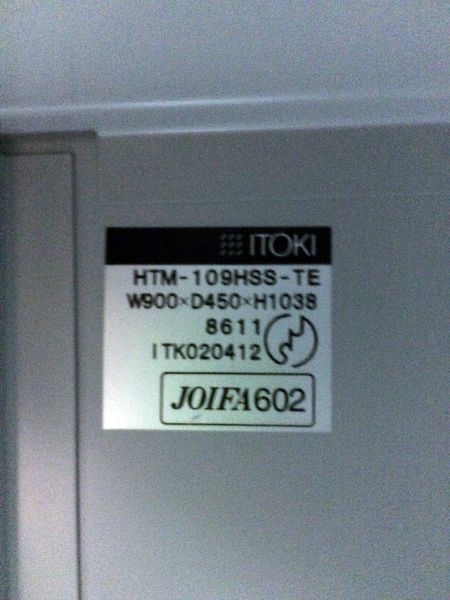 ITOKI
HTM-109HSS-TE
W900×D450×H1038
8611
ITK020412
JOIFA602